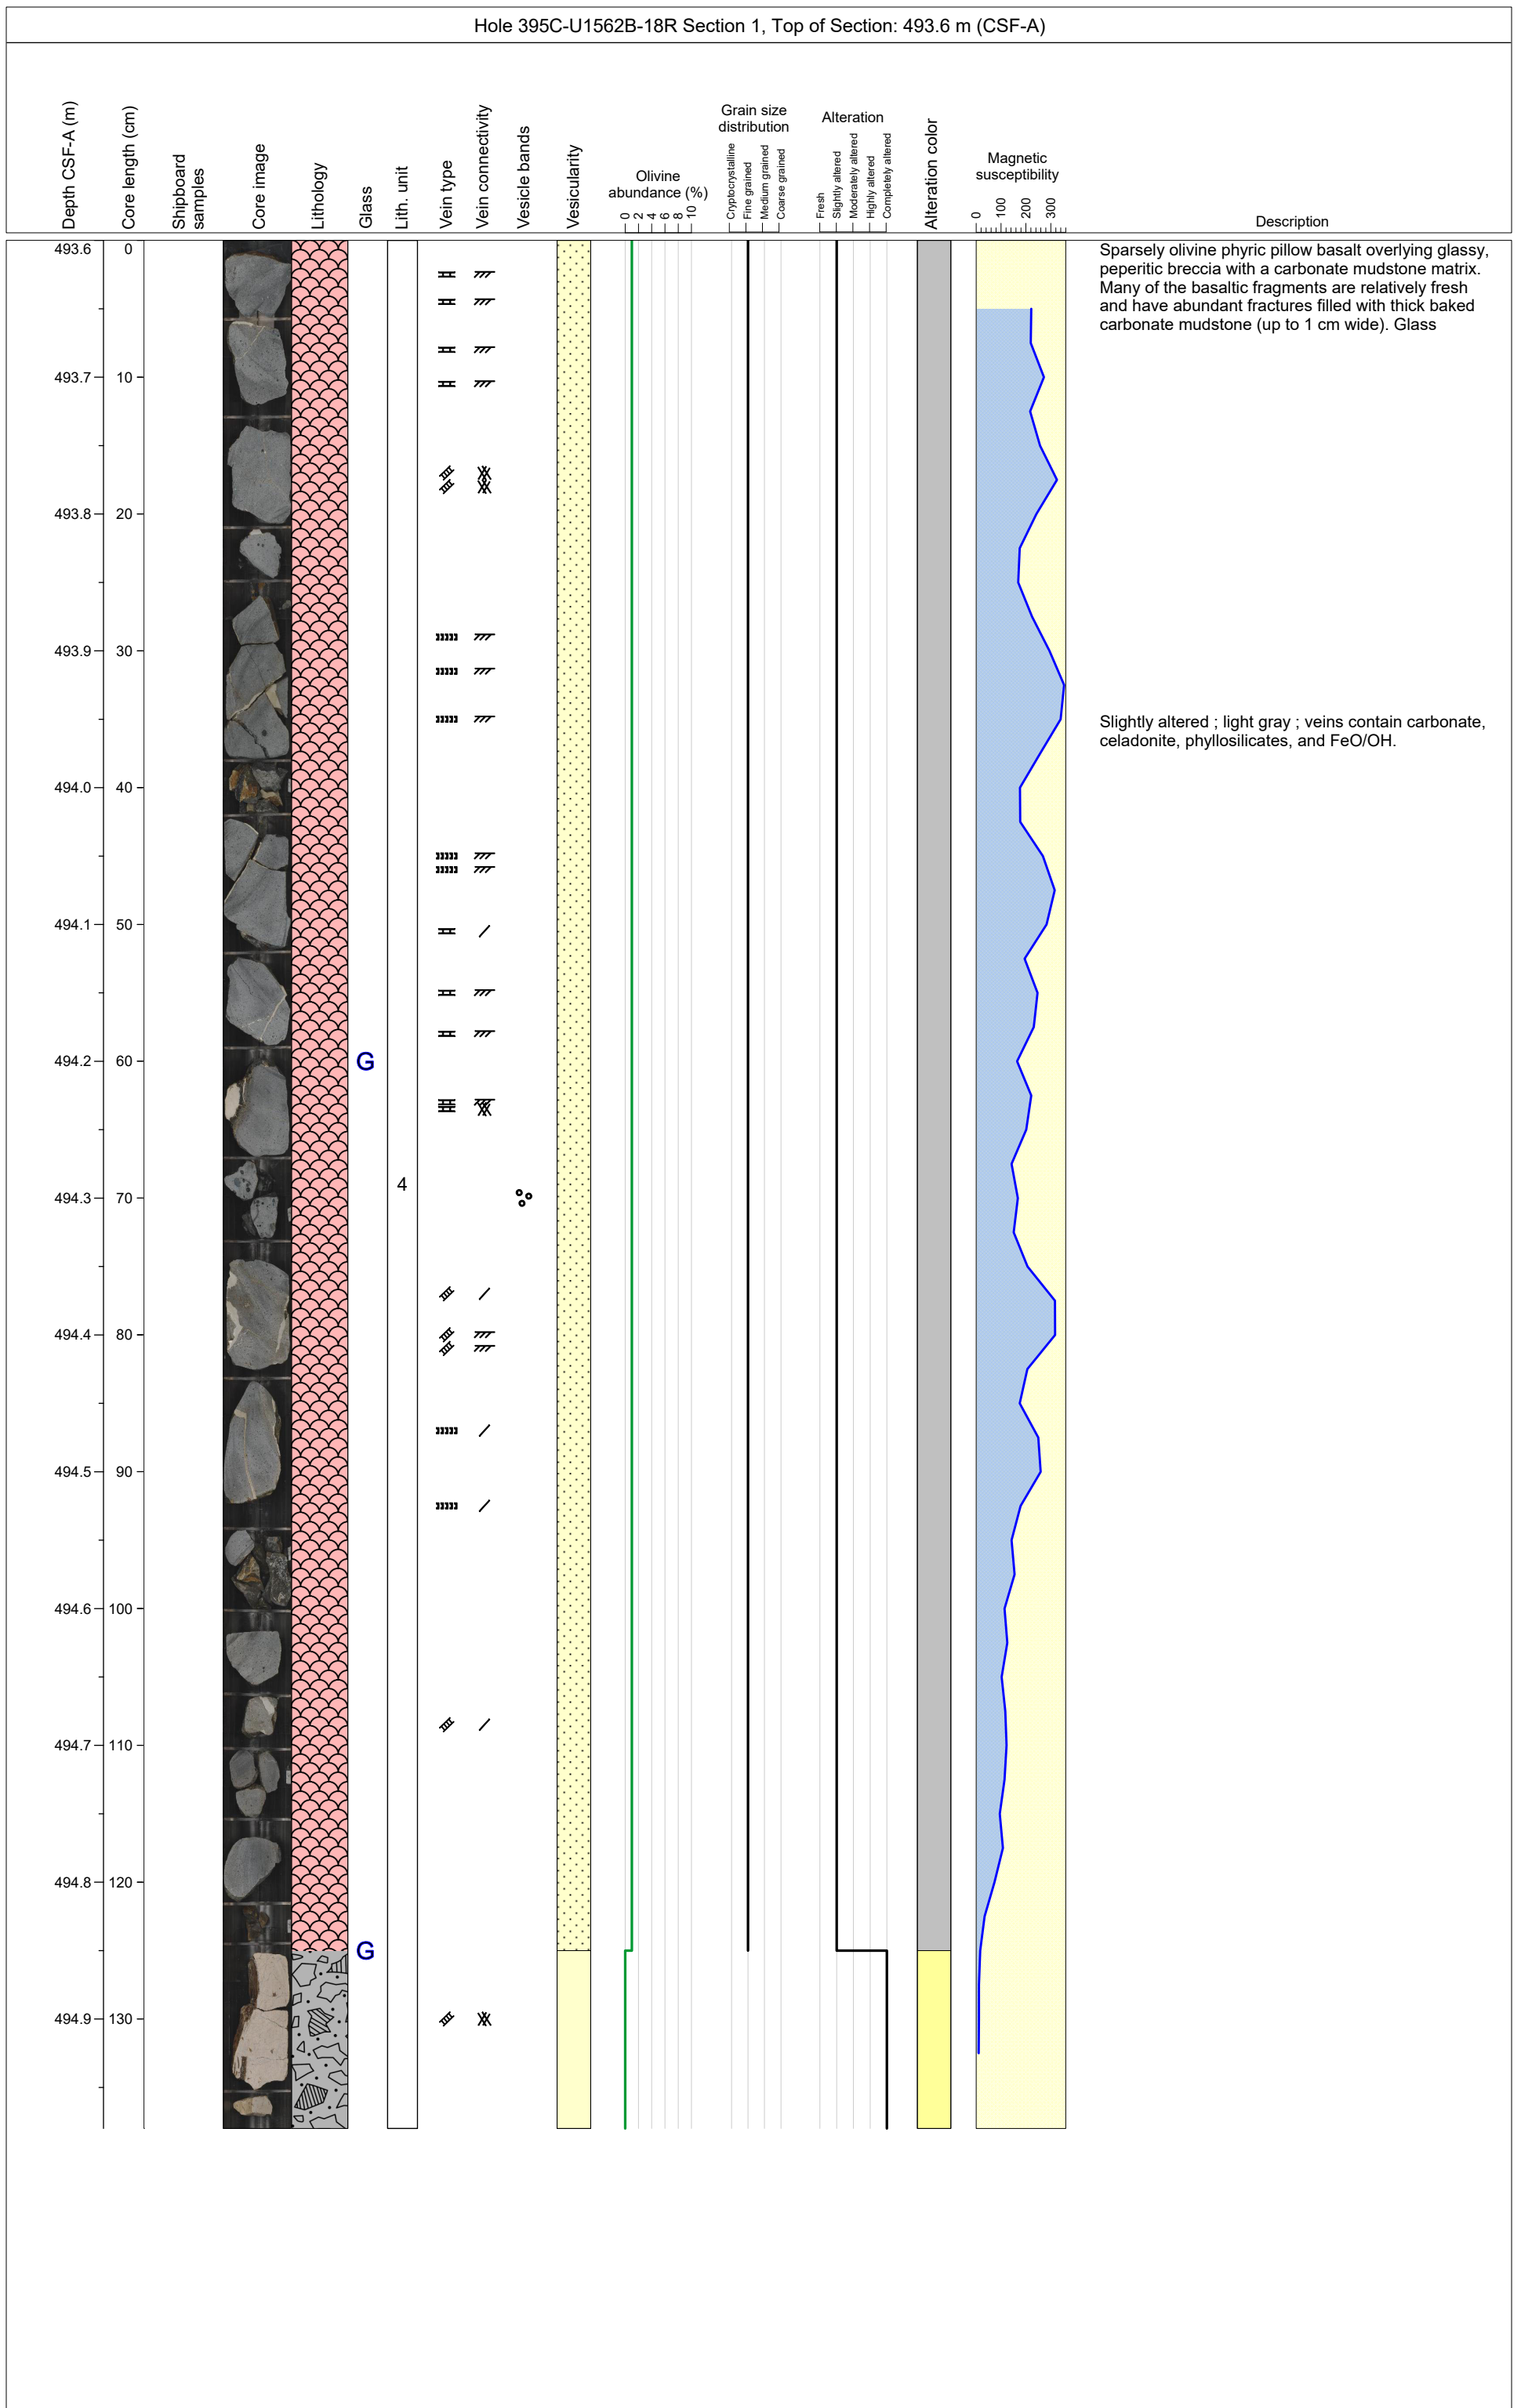 Hole 395C-U1562B-18R Section 1, Top of Section: 493.6 m (CSF-A)
Depth CSF-A (m)
Core length (cm)
Shipboard
samples
Core image
Lithology
Glass
Lith. unit
Vein type
Vein connectivity
Vesicle bands
Vesicularity
Olivine
abundance (%)
0 2 4 6 8 10
Grain size
distribution
Cryptocrystalline
Fine grained
Medium grained
Coarse grained
Alteration
Fresh
Slightly altered
Moderately altered
Highly altered
Completely altered
Alteration color
Magnetic
susceptibility
0 100 200 300
Description
493.6 0
493.7 10
493.8 20
493.9 30
494.0 40
494.1 50
494.2 60
494.3 70
494.4 80
494.5 90
494.6 100
494.7 110
494.8 120
494.9 130
G
4
G
Sparsely olivine phyric pillow basalt overlying glassy,
peperitic breccia with a carbonate mudstone matrix.
Many of the basaltic fragments are relatively fresh
and have abundant fractures filled with thick baked
carbonate mudstone (up to 1 cm wide). Glass
Slightly altered ; light gray ; veins contain carbonate,
celadonite, phyllosilicates, and FeO/OH.